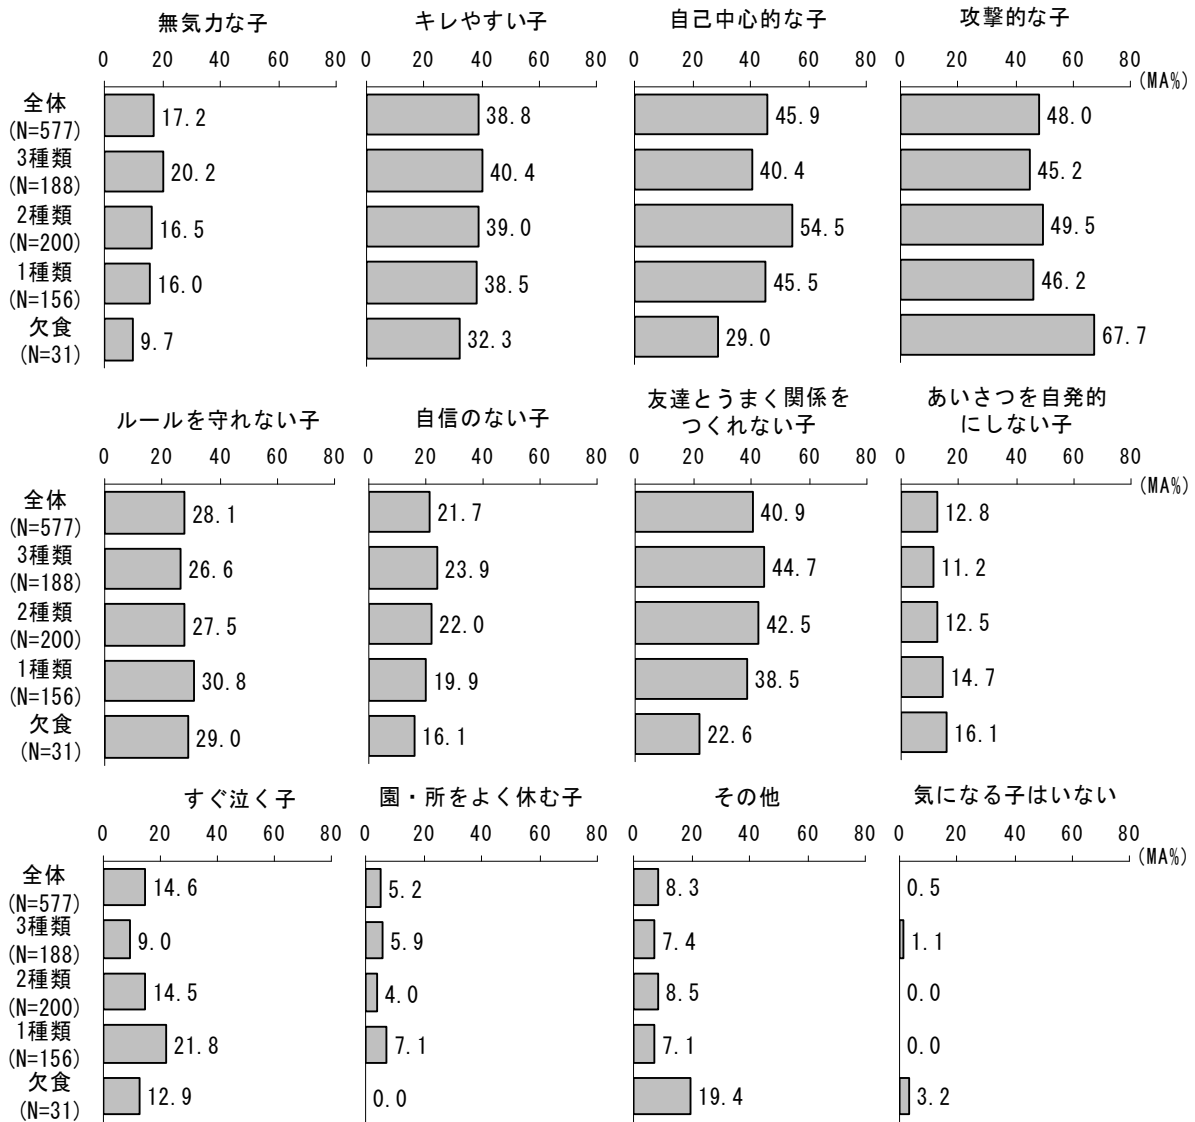 無気力な子
キレやすい子
自己中心的な子
攻撃的な子
0 20 40 60 80
0 20 40 60 80
0 20 40 60 80
0 20 40 60 80
(MA%)
全体
(N=577)
17.2
38.8
45.9
48.0
3種類
(N=188)
20.2
40.4
40.4
45.2
2種類
(N=200)
16.5
39.0
54.5
49.5
1種類
(N=156)
16.0
38.5
45.5
46.2
欠食
(N=31)
9.7
32.3
29.0
67.7
ルールを守れない子
自信のない子
友達とうまく関係を
つくれない子
あいさつを自発的
にしない子
0 20 40 60 80
0 20 40 60 80
0 20 40 60 80
0 20 40 60 80
(MA%)
全体
(N=577)
28.1
21.7
40.9
12.8
3種類
(N=188)
26.6
23.9
44.7
11.2
2種類
(N=200)
27.5
22.0
42.5
12.5
1種類
(N=156)
30.8
19.9
38.5
14.7
欠食
(N=31)
29.0
16.1
22.6
16.1
すぐ泣く子
園・所をよく休む子
その他
気になる子はいない
0 20 40 60 80
0 20 40 60 80
0 20 40 60 80
0 20 40 60 80
(MA%)
全体
(N=577)
14.6
5.2
8.3
0.5
3種類
(N=188)
9.0
5.9
7.4
1.1
2種類
(N=200)
14.5
4.0
8.5
0.0
1種類
(N=156)
21.8
7.1
7.1
0.0
欠食
(N=31)
12.9
0.0
19.4
3.2